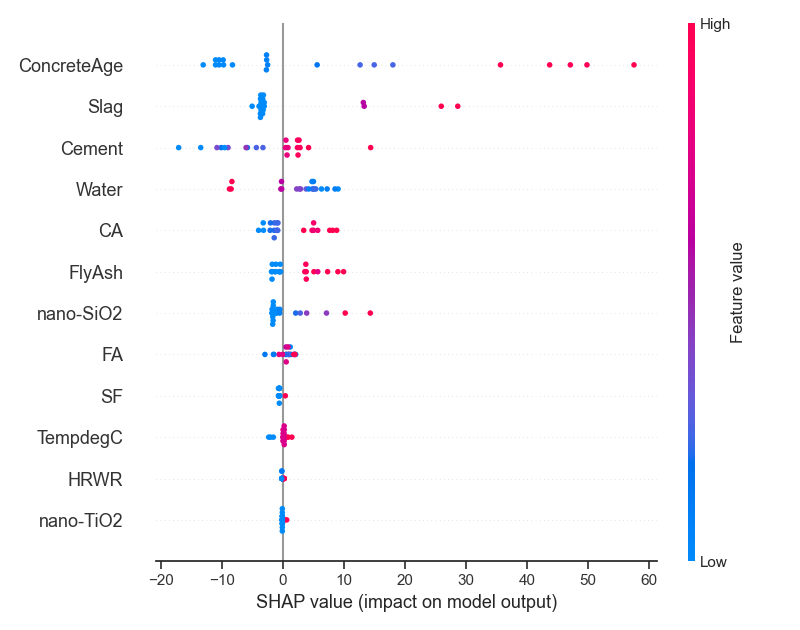 High
ConcreteAge
Slag
Cement
Water
CA
FlyAsh
nano-SiO2
FA
SF
TempdegC
HRWR
nano-TiO2
Feature value
Low
−20 −10 0 10 20 30 40 50 60
SHAP value (impact on model output)